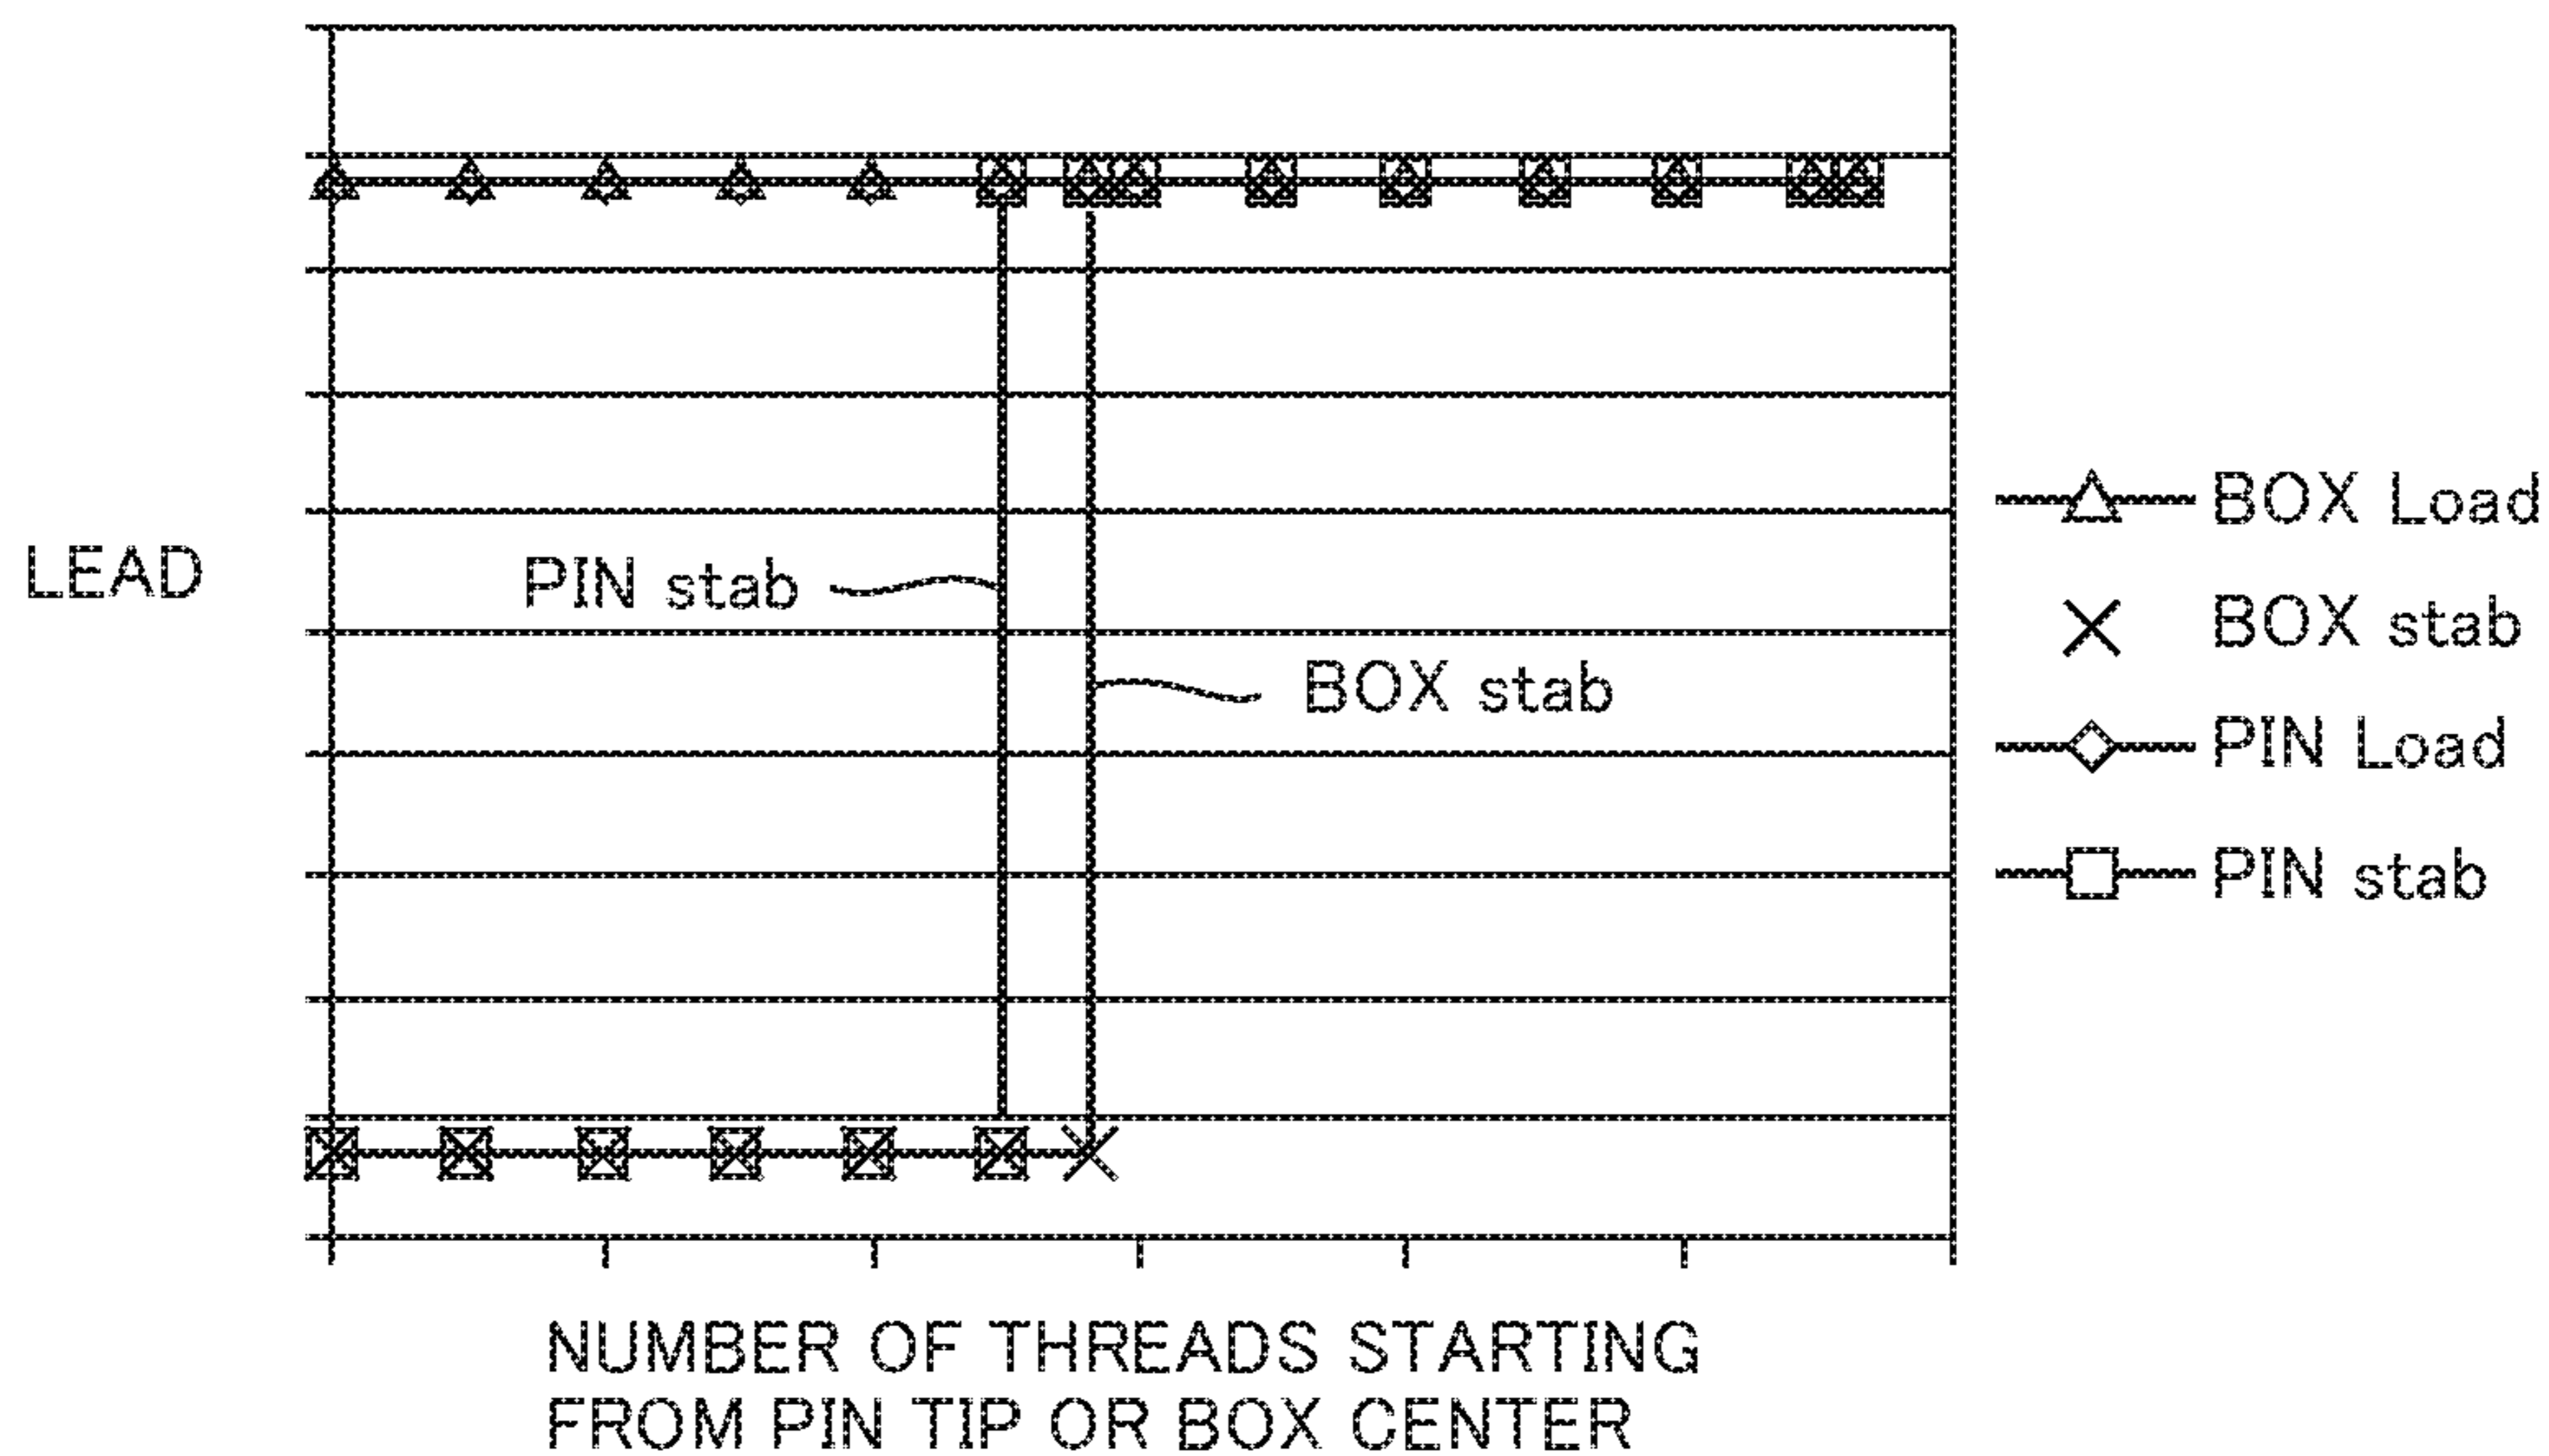 LEAD
PIN stab
BOX stab
BOX Load
BOX stab
PIN Load
PIN stab
NUMBER OF THREADS STARTING
FROM PIN TIP OR BOX CENTER